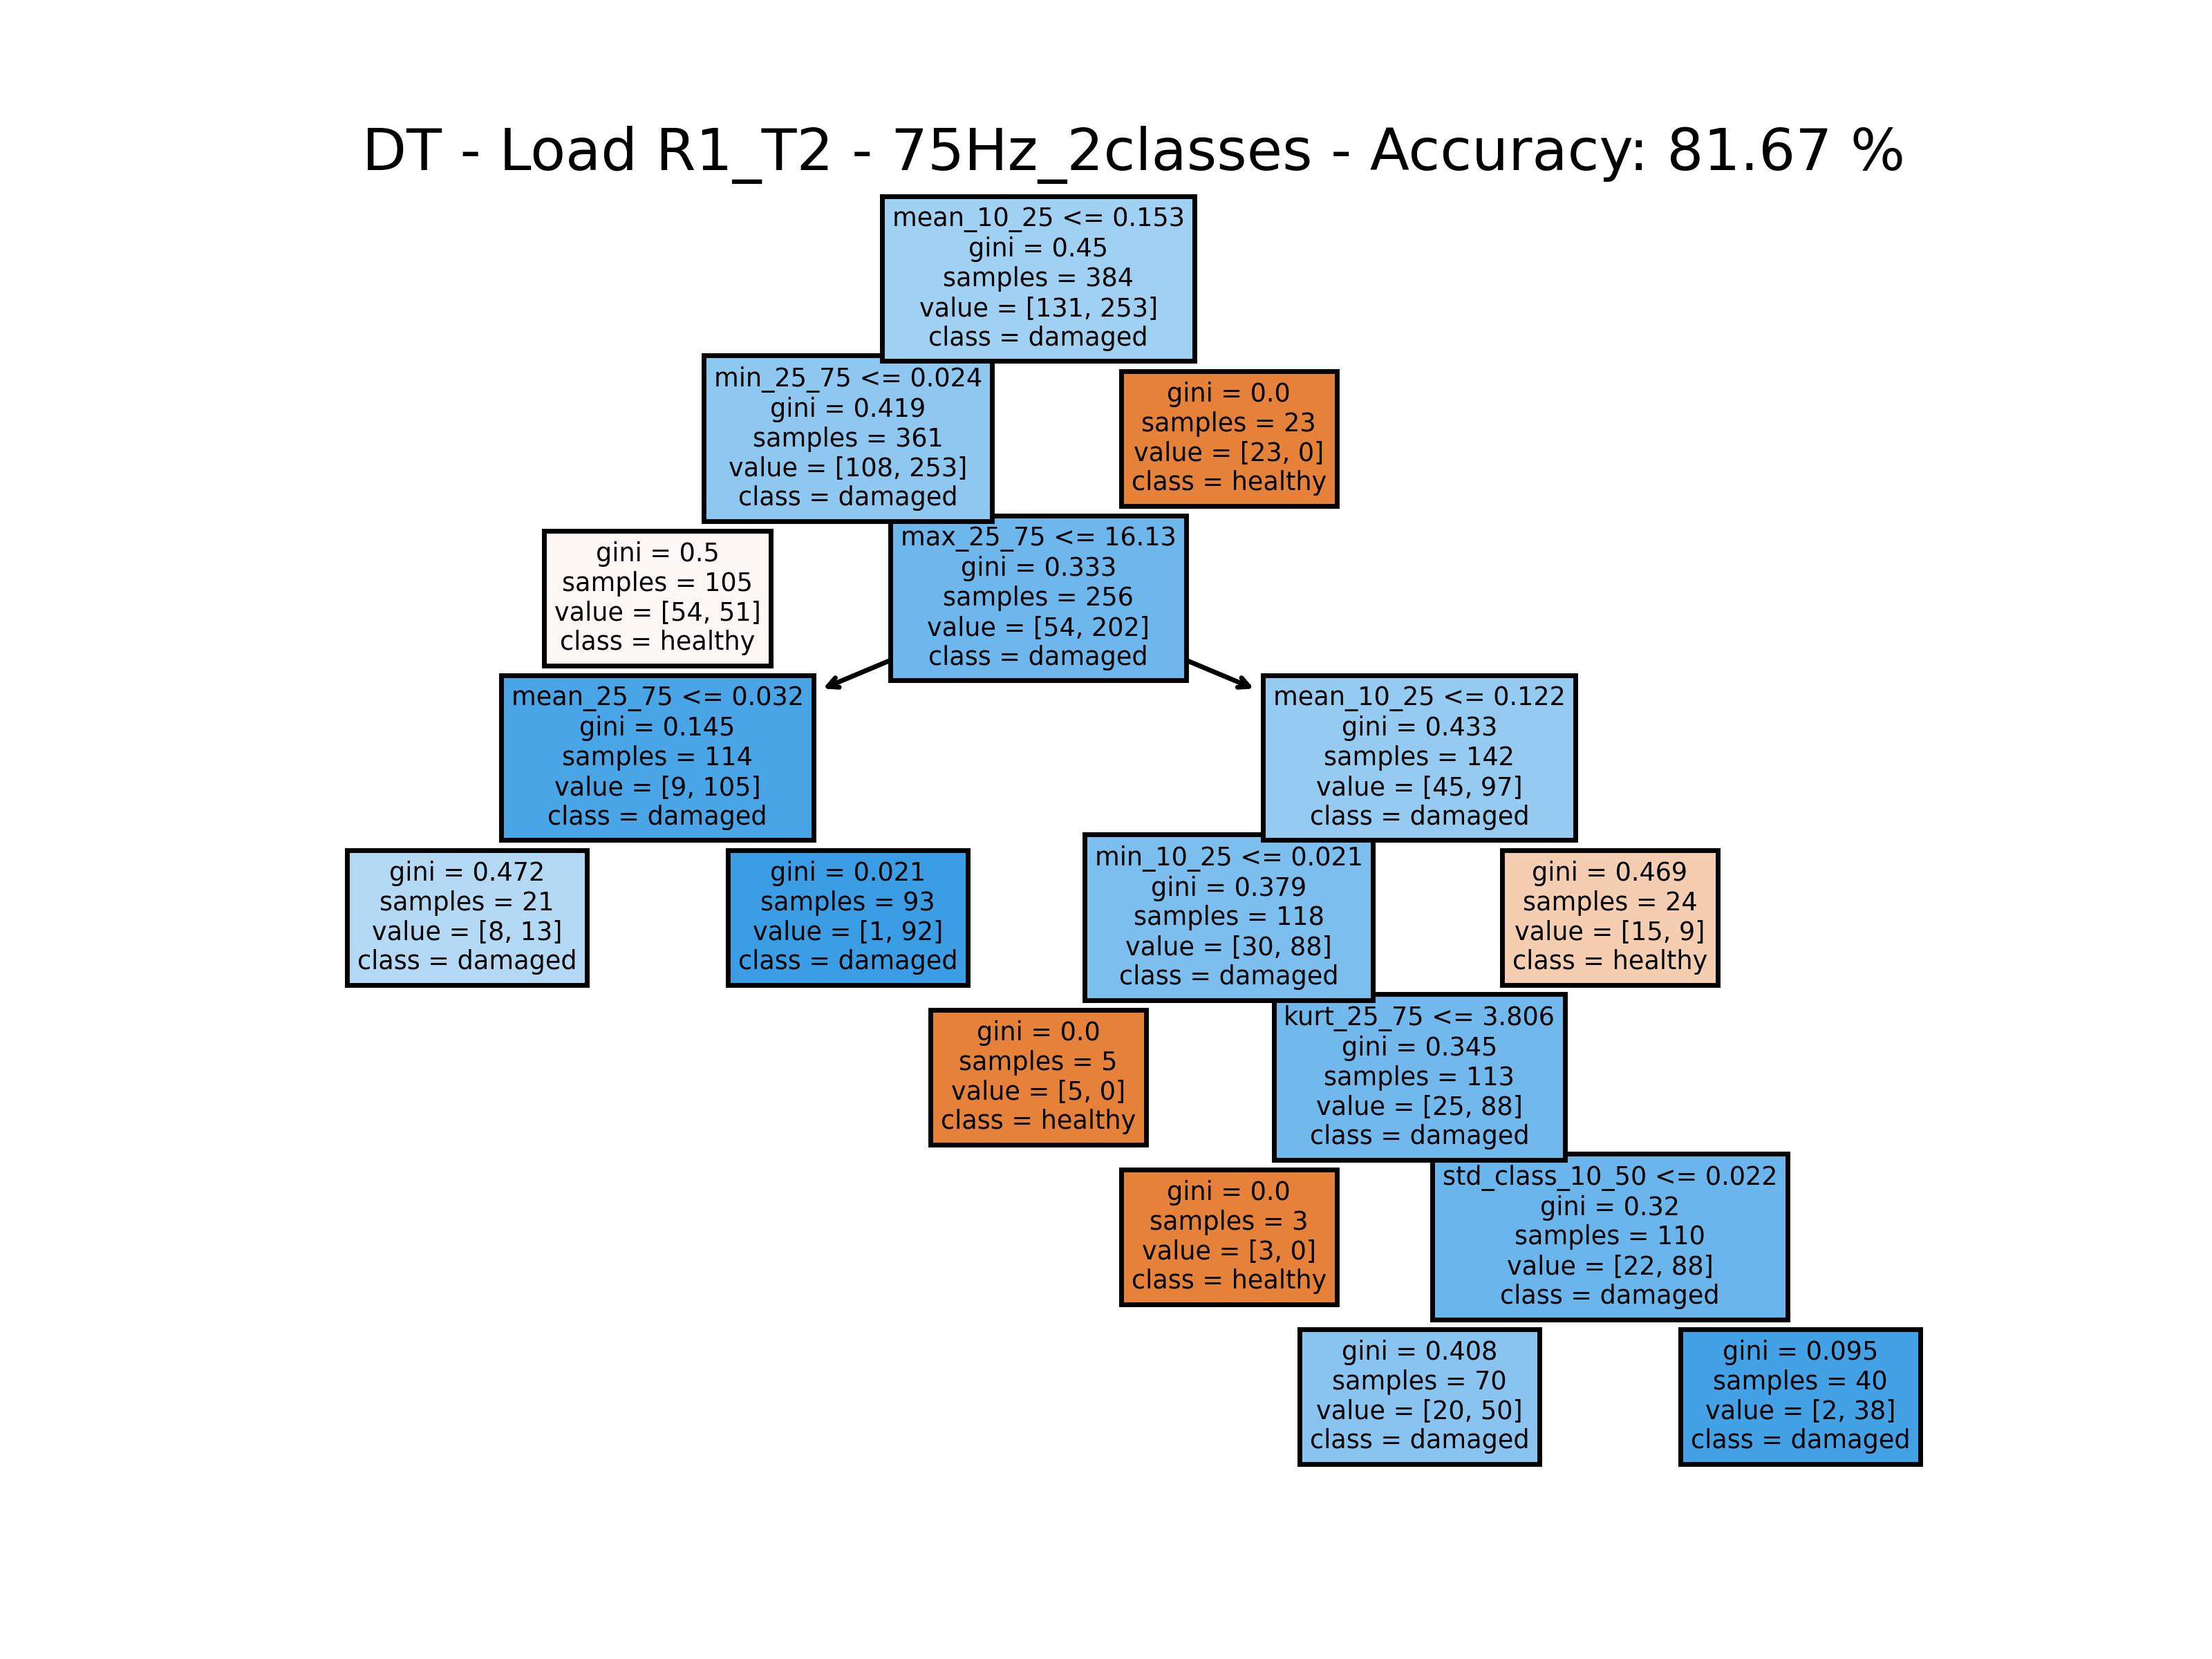 DT - Load R1_T2 - 75Hz_2classes - Accuracy: 81.67 %
mean_10_25 <= 0.153
gini = 0.45
samples = 384
value = [131, 253]
class = damaged
min_25_75 <= 0.024
gini = 0.419
samples = 361
value = [108, 253]
class = damaged
gini = 0.0
samples = 23
value = [23, 0]
class = healthy
gini = 0.5
samples = 105
value = [54, 51]
class = healthy
max_25_75 <= 16.13
gini = 0.333
samples = 256
value = [54, 202]
class = damaged
mean_25_75 <= 0.032
gini = 0.145
samples = 114
value = [9, 105]
class = damaged
mean_10_25 <= 0.122
gini = 0.433
samples = 142
value = [45, 97]
class = damaged
gini = 0.472
samples = 21
value = [8, 13]
class = damaged
gini = 0.021
samples = 93
value = [1, 92]
class = damaged
min_10_25 <= 0.021
gini = 0.379
samples = 118
value = [30, 88]
class = damaged
gini = 0.469
samples = 24
value = [15, 9]
class = healthy
gini = 0.0
samples = 5
value = [5, 0]
class = healthy
kurt_25_75 <= 3.806
gini = 0.345
samples = 113
value = [25, 88]
class = damaged
gini = 0.0
samples = 3
value = [3, 0]
class = healthy
std_class_10_50 <= 0.022
gini = 0.32
samples = 110
value = [22, 88]
class = damaged
gini = 0.408
samples = 70
value = [20, 50]
class = damaged
gini = 0.095
samples = 40
value = [2, 38]
class = damaged